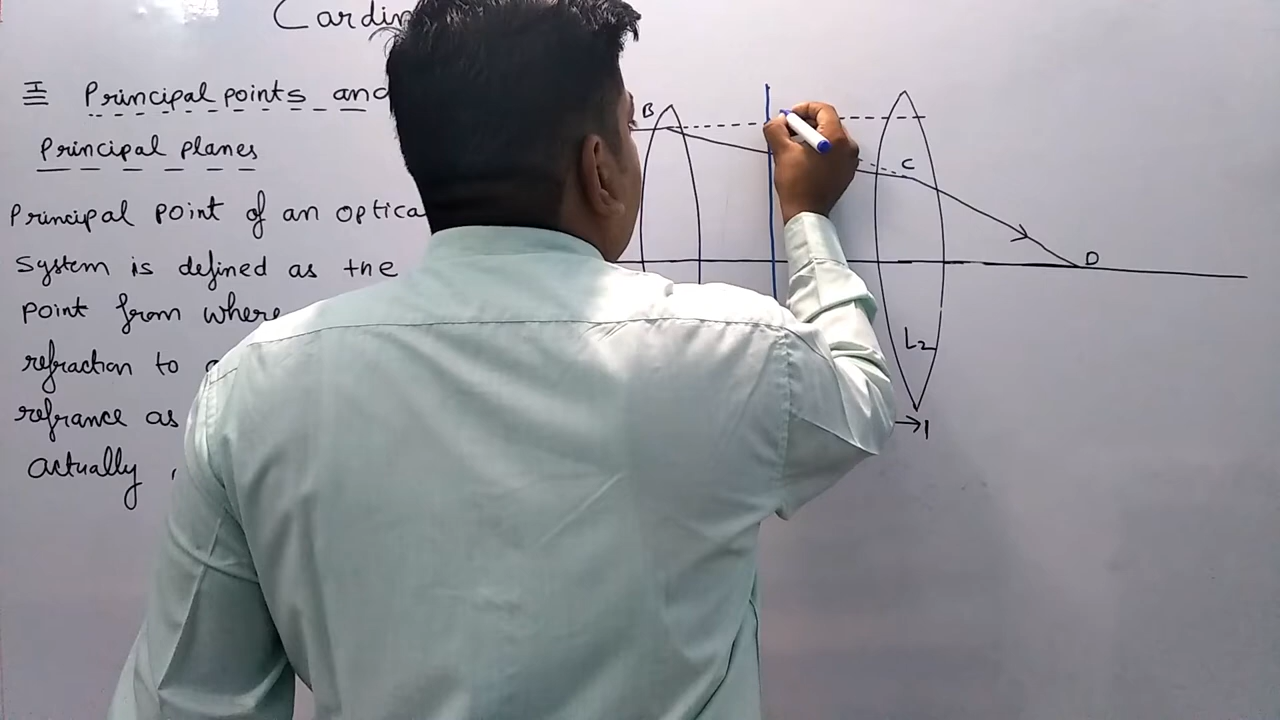 Cardin
I Principal points and
Principal planes
Principal point of an optica
System is defined as the
point from where
refraction to
refrance as
actually,
B
C
D
L2